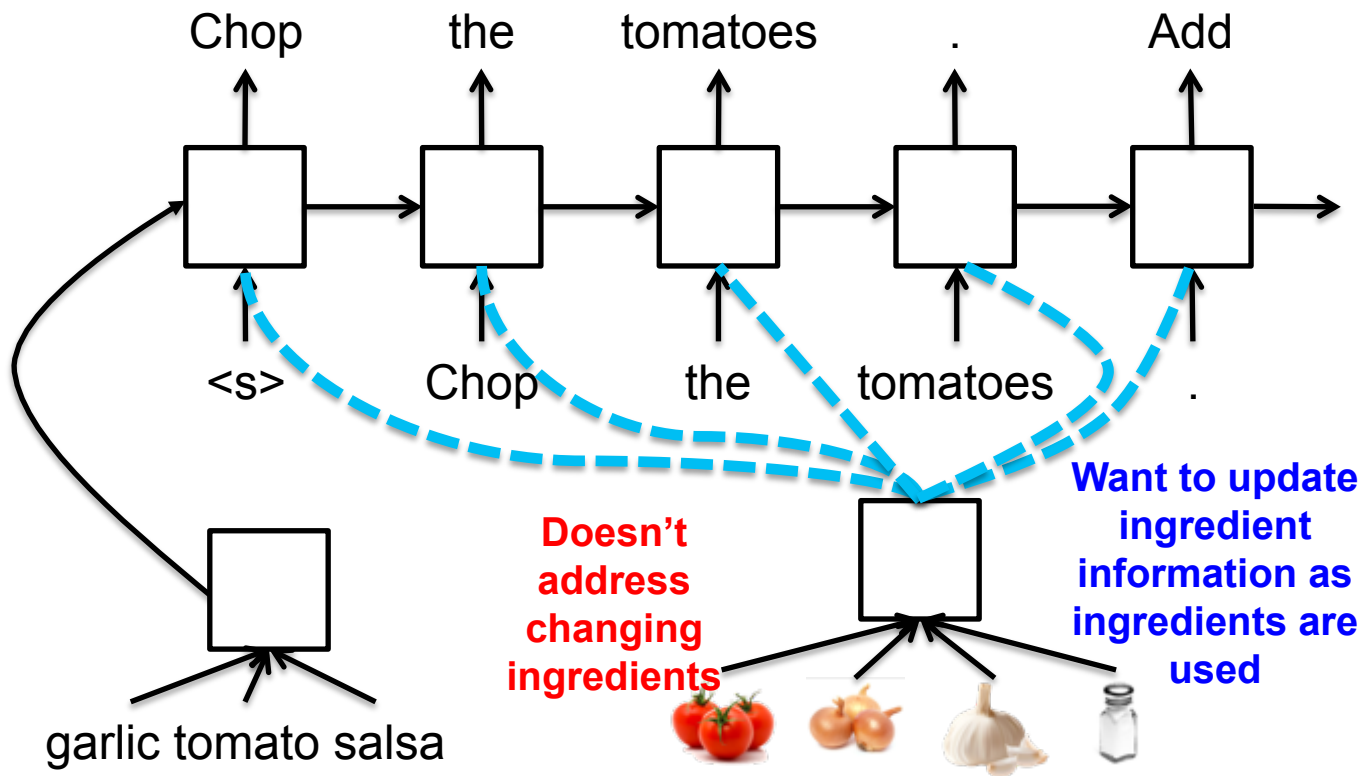 Chop the tomatoes . Add
<s> Chop the tomatoes .
Doesn’t
address
changing
ingredients
Want to update
ingredient
information as
ingredients are
used
garlic tomato salsa